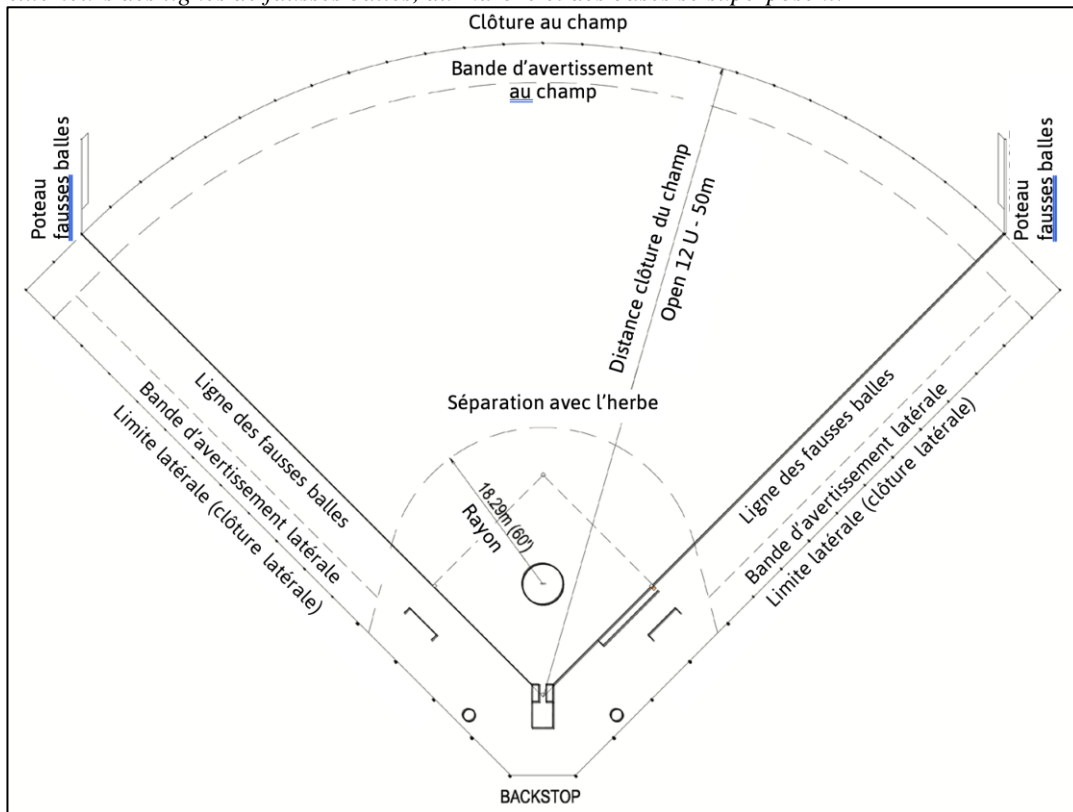 Clôture au champ
Bande d'avertissement
au champ
Poteau
fausses balles
Poteau
fausses balles
Distance clôture du champ
Open 12 U - 50m
Séparation avec l'herbe
18,29m (60')
Rayon
Ligne des fausses balles
Bande d'avertissement latérale
Limite latérale (clôture latérale)
Ligne des fausses balles
Bande d'avertissement latérale
Limite latérale (clôture latérale)
BACKSTOP